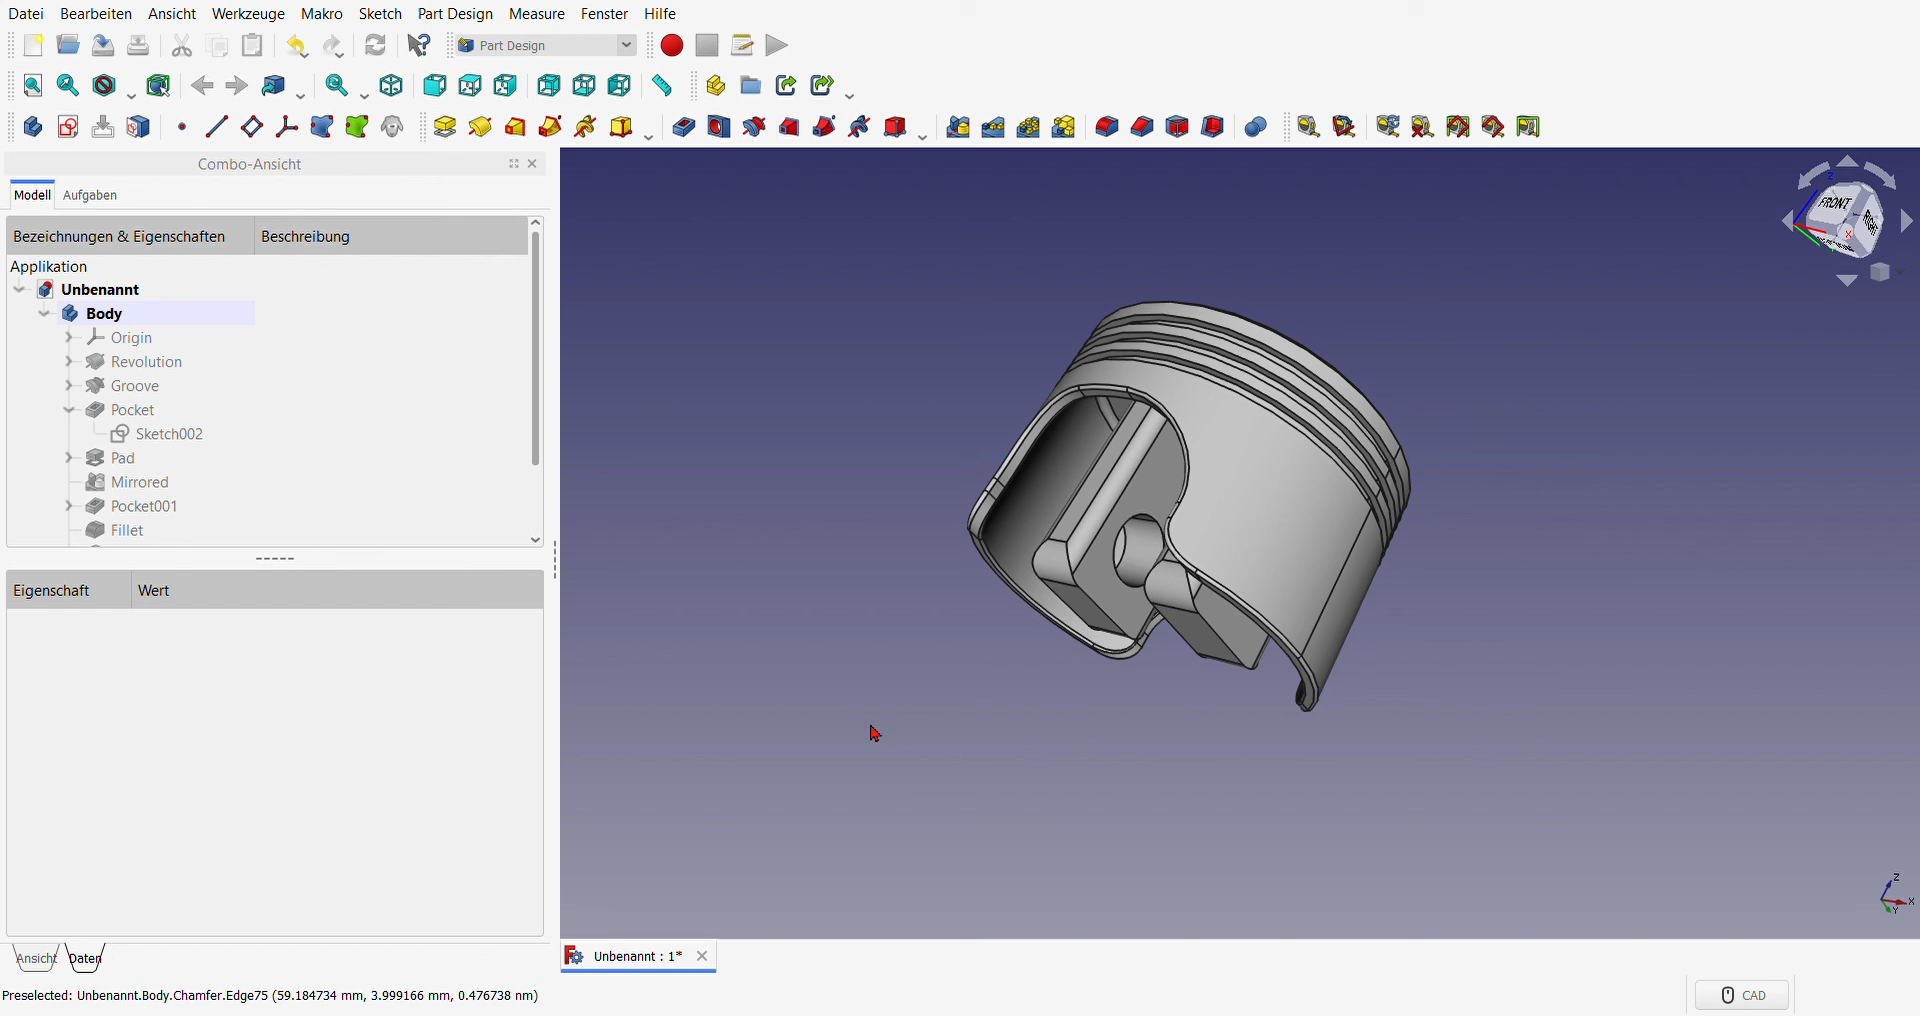 Datei Bearbeiten Ansicht Werkzeuge Makro Sketch Part Design Measure Fenster Hilfe
Part Design
Combo-Ansicht
Modell Aufgaben
Bezeichnungen & Eigenschaften Beschreibung
Applikation
Unbenannt
Body
Origin
Revolution
Groove
Pocket
Sketch002
Pad
Mirrored
Pocket001
Fillet
Eigenschaft Wert
Ansicht Daten
Unbenannt : 1*
Preselected: Unbenannt.Body.Chamfer.Edge75 (59.184734 mm, 3.999166 mm, 0.476738 nm)
CAD
Z
FRONT
RIGHT
X
Z
X
Y